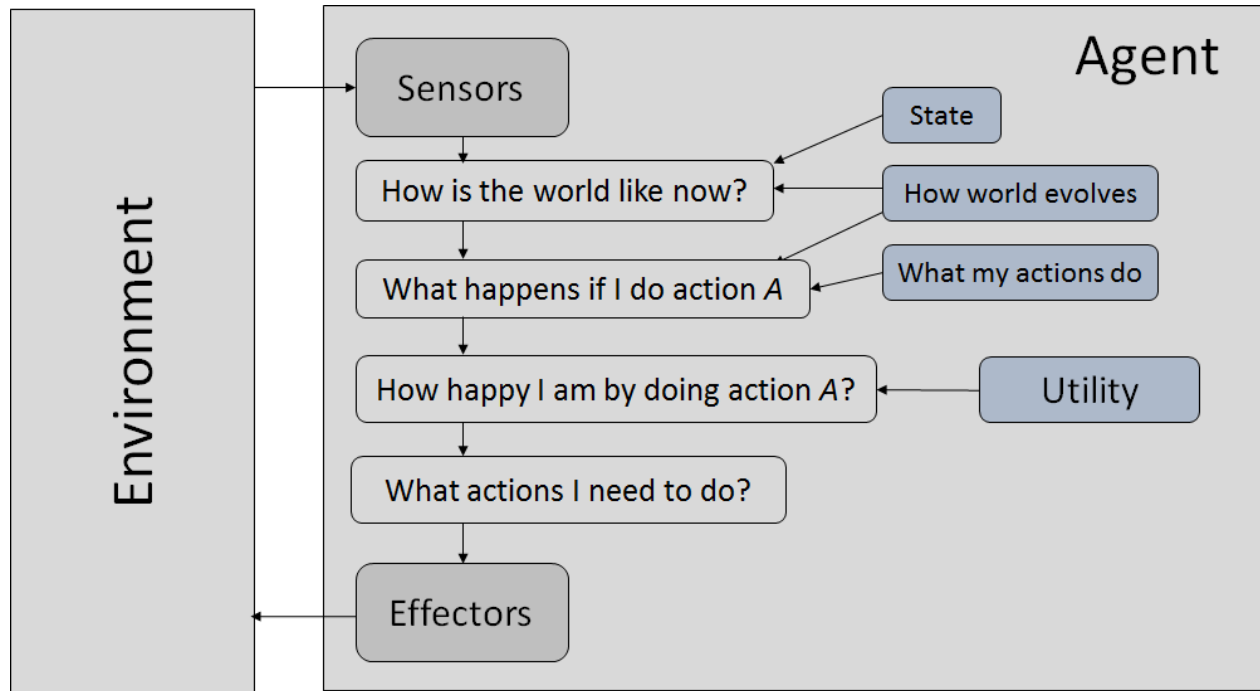 Environment
Agent
Sensors
State
How is the world like now?
How world evolves
What happens if I do action A
What my actions do
How happy I am by doing action A?
Utility
What actions I need to do?
Effectors